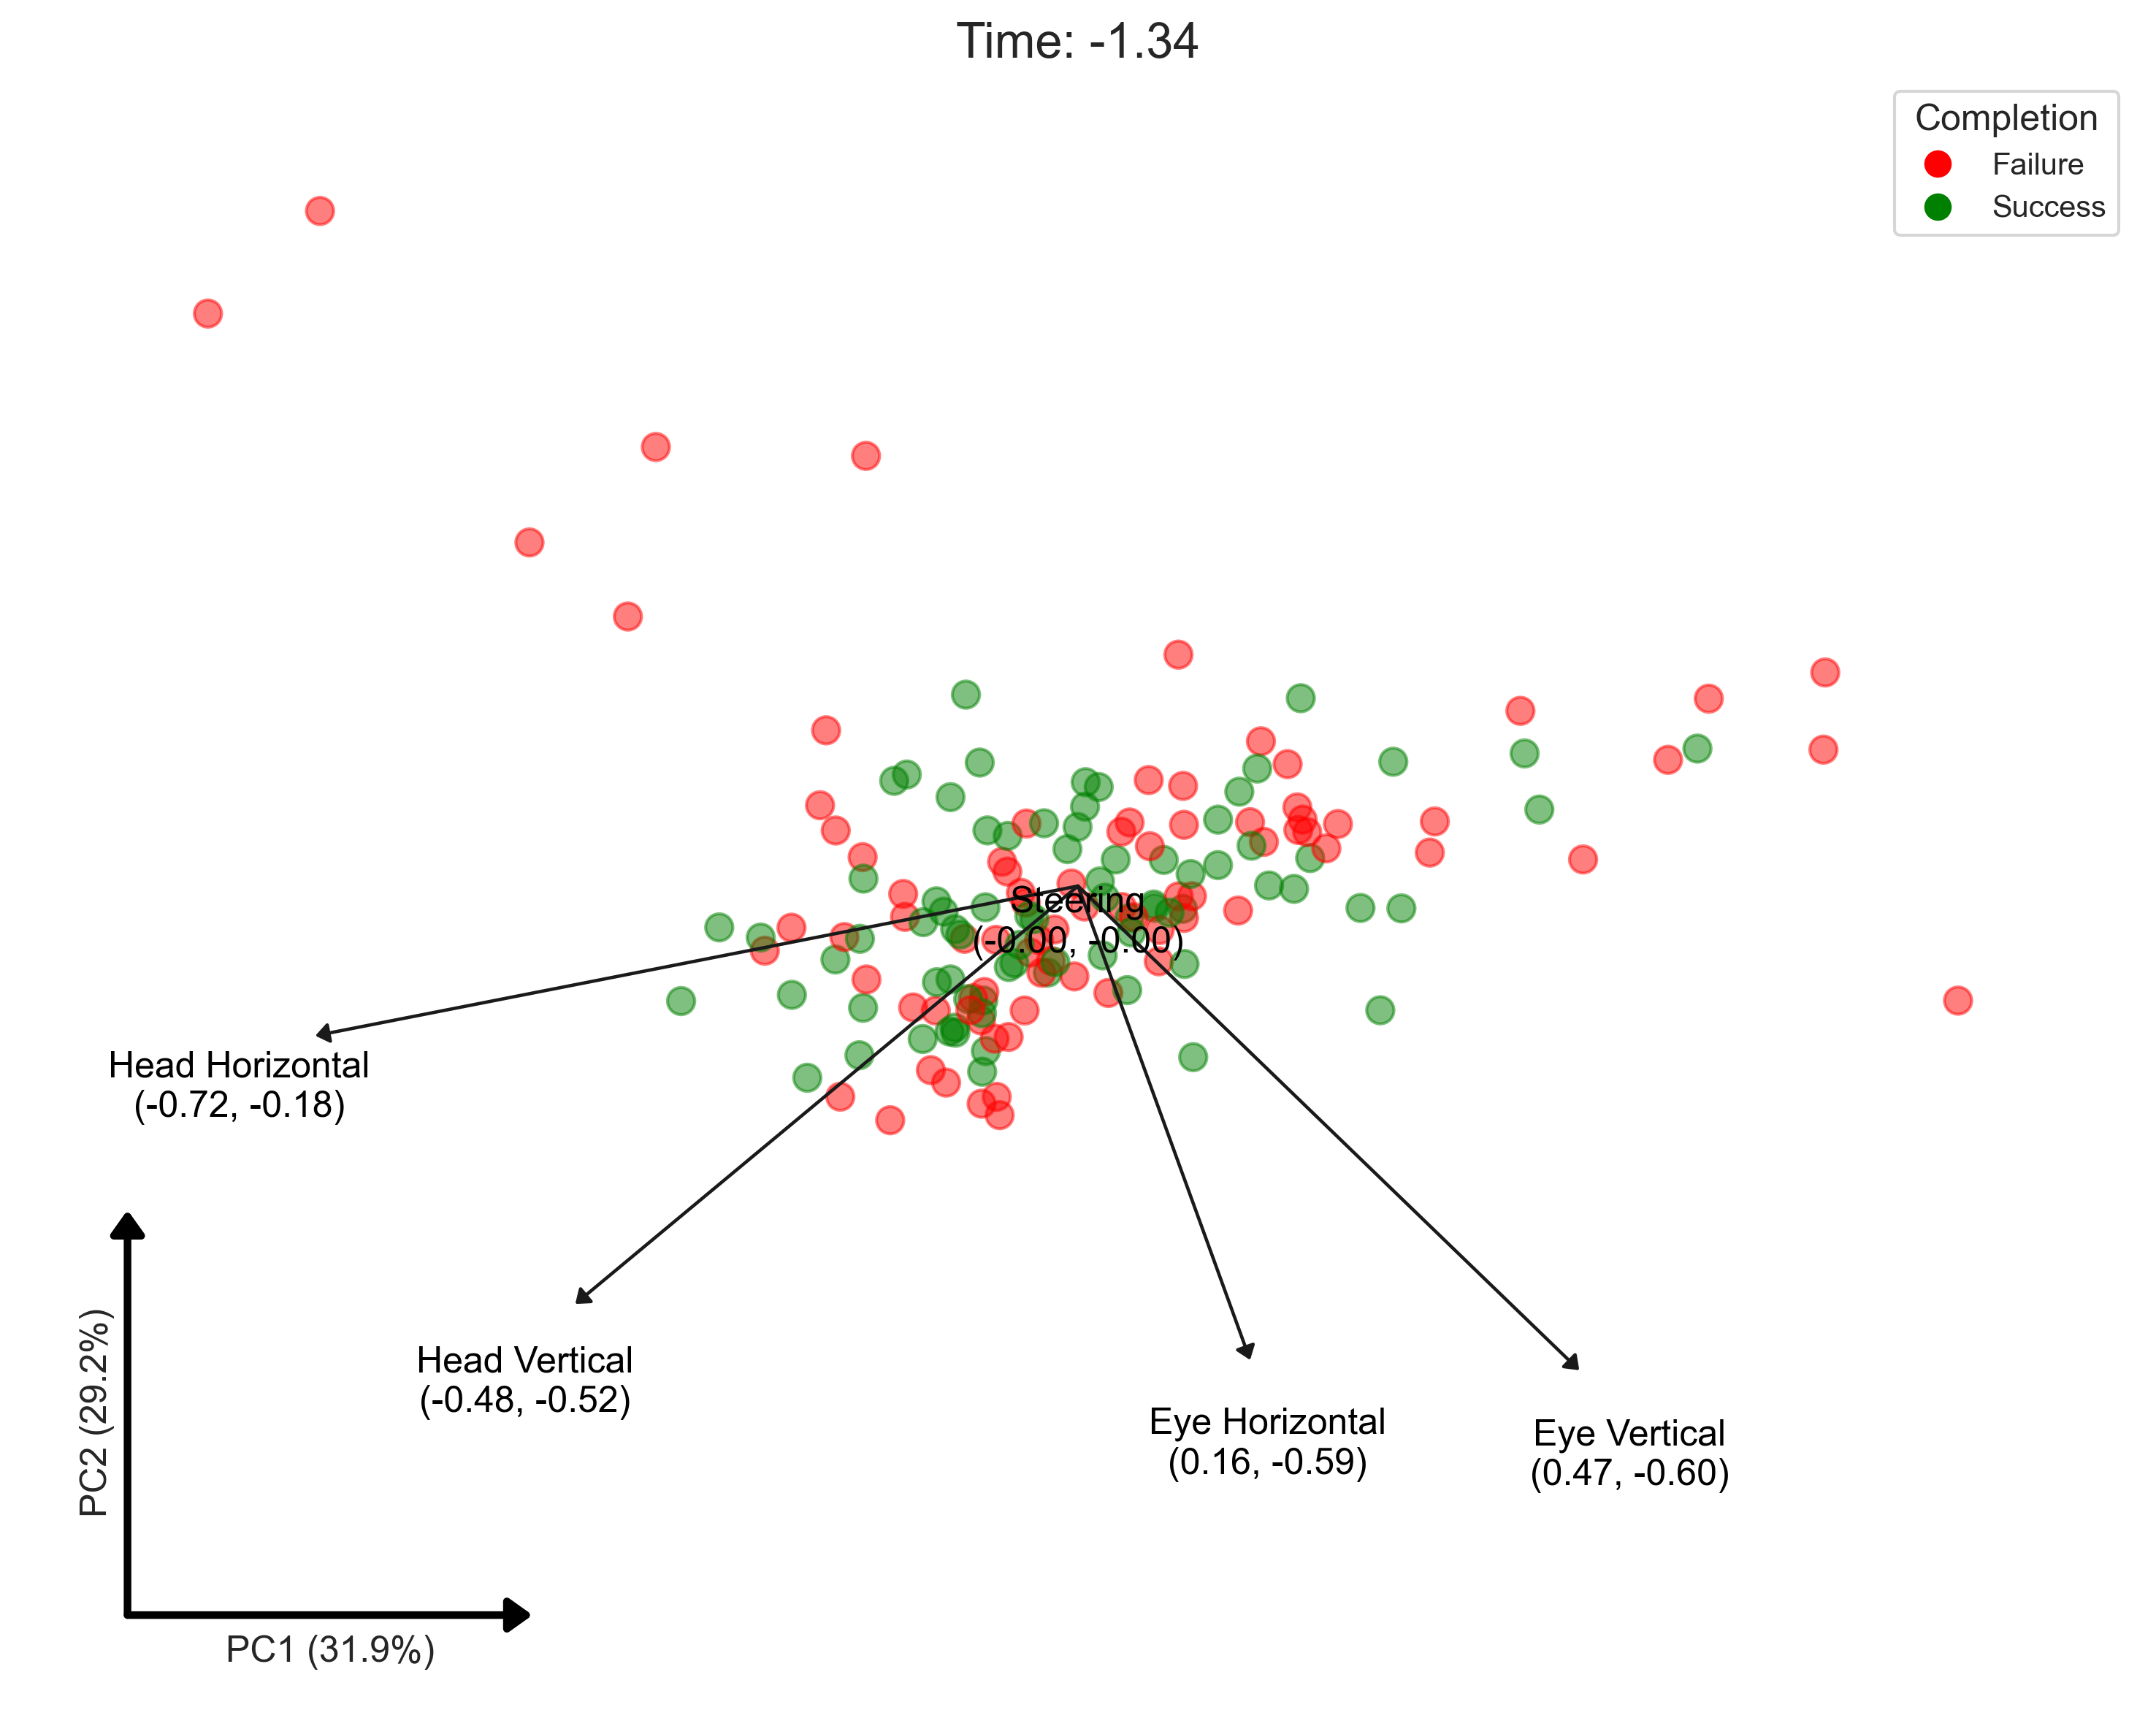 Time: -1.34
Completion
Failure
Success
Steering
(-0.00, -0.00)
Head Horizontal
(-0.72, -0.18)
Head Vertical
(-0.48, -0.52)
Eye Horizontal
(0.16, -0.59)
Eye Vertical
(0.47, -0.60)
PC2 (29.2%)
PC1 (31.9%)